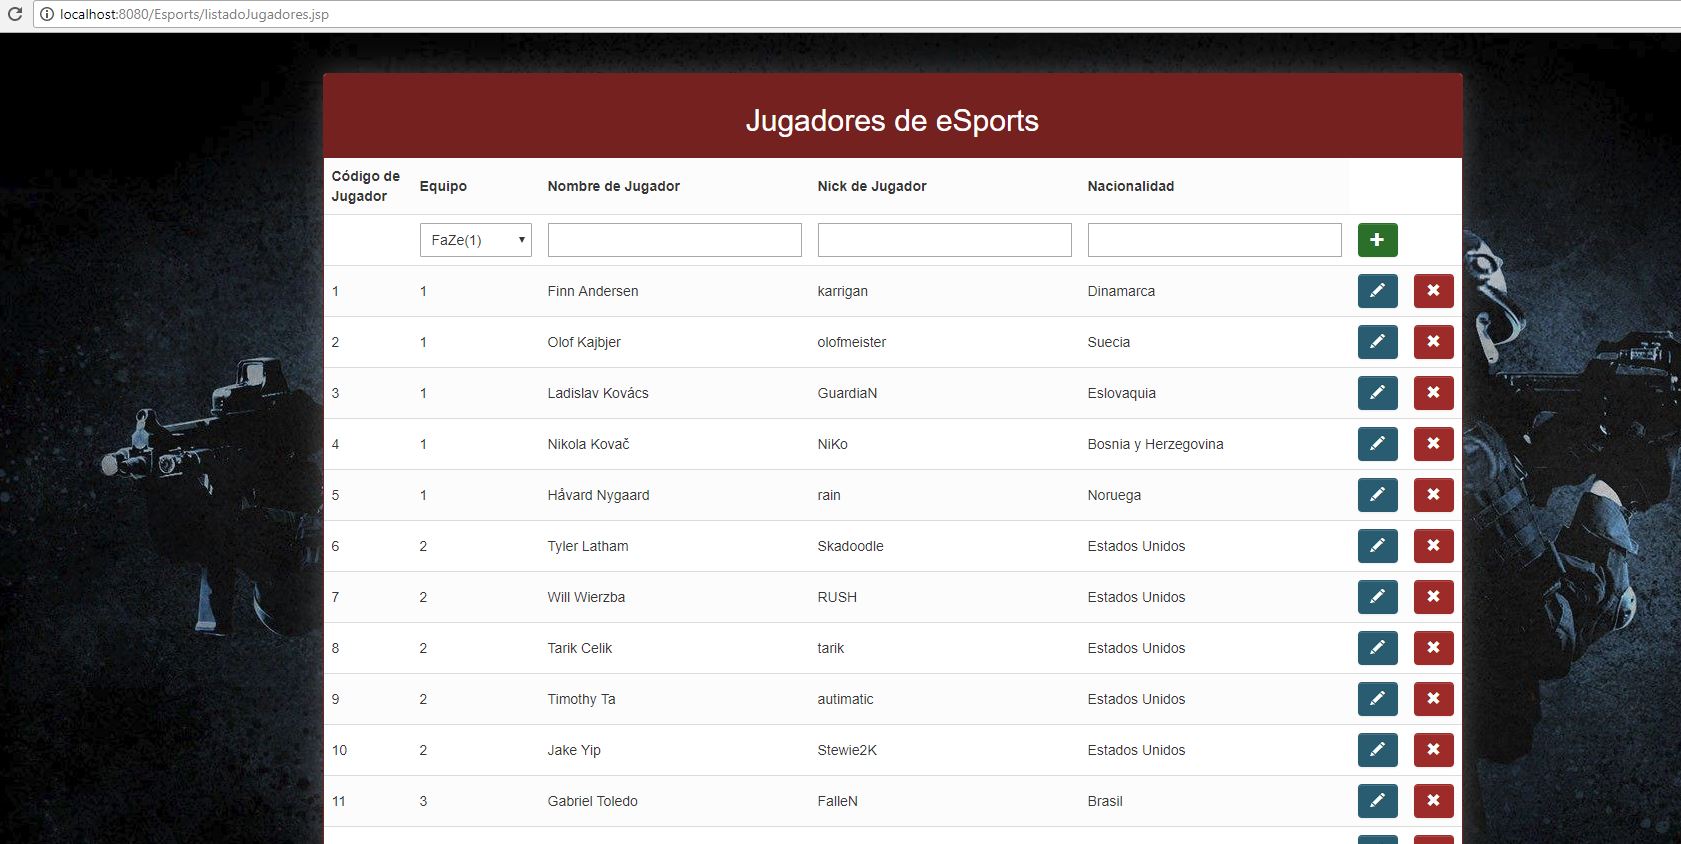 localhost:8080/Esports/listadoJugadores.jsp
Jugadores de eSports
Código de Jugador Equipo Nombre de Jugador Nick de Jugador Nacionalidad
FaZe(1)
1 1 Finn Andersen karrigan Dinamarca
2 1 Olof Kajbjer olofmeister Suecia
3 1 Ladislav Kovács GuardiaN Eslovaquia
4 1 Nikola Kovač NiKo Bosnia y Herzegovina
5 1 Håvard Nygaard rain Noruega
6 2 Tyler Latham Skadoodle Estados Unidos
7 2 Will Wierzba RUSH Estados Unidos
8 2 Tarik Celik tarik Estados Unidos
9 2 Timothy Ta autimatic Estados Unidos
10 2 Jake Yip Stewie2K Estados Unidos
11 3 Gabriel Toledo FalleN Brasil